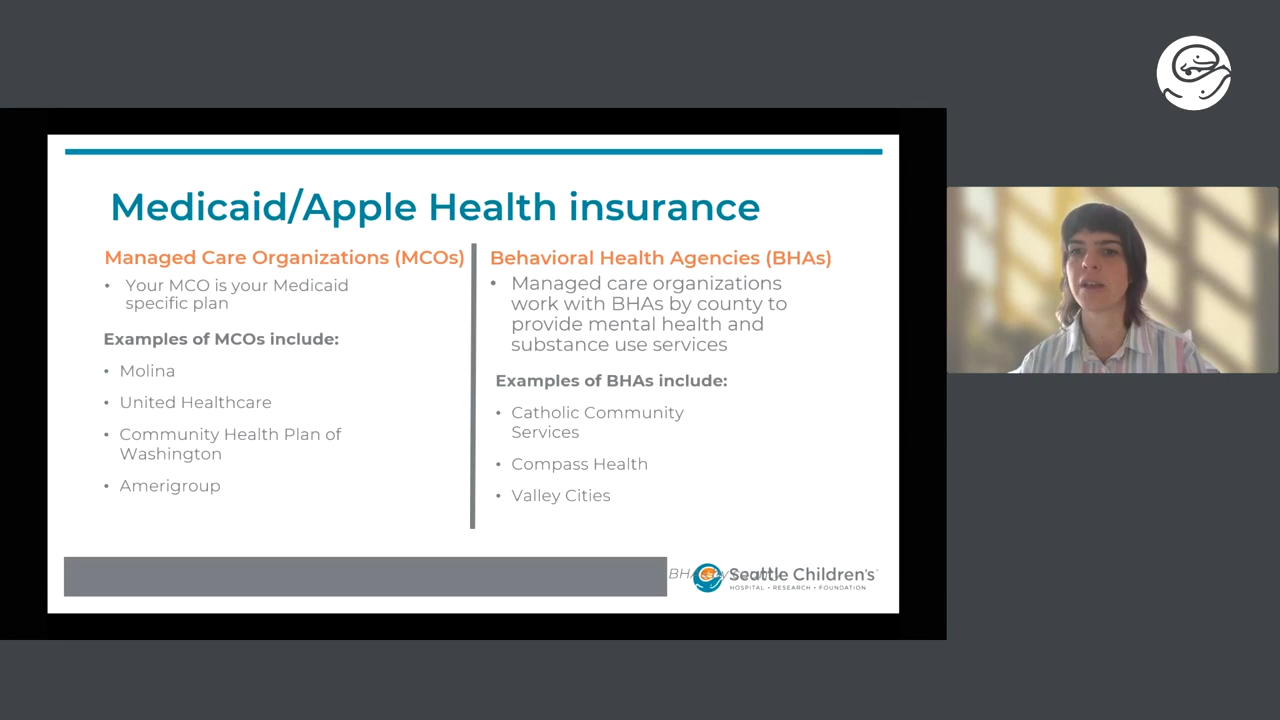 Medicaid/Apple Health insurance
Managed Care Organizations (MCOs)
• Your MCO is your Medicaid
specific plan
Examples of MCOs include:
• Molina
• United Healthcare
• Community Health Plan of
Washington
• Amerigroup
Behavioral Health Agencies (BHAs)
• Managed care organizations
work with BHAs by county to
provide mental health and
substance use services
Examples of BHAs include:
• Catholic Community
Services
• Compass Health
• Valley Cities
Seattle Children's
HOSPITAL • RESEARCH • FOUNDATION